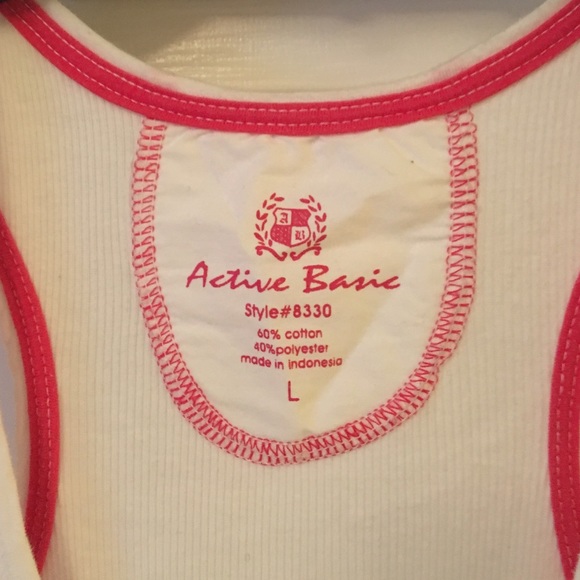 A B
Active Basic
Style#8330
60% cotton
40%polyester
made in indonesia
L